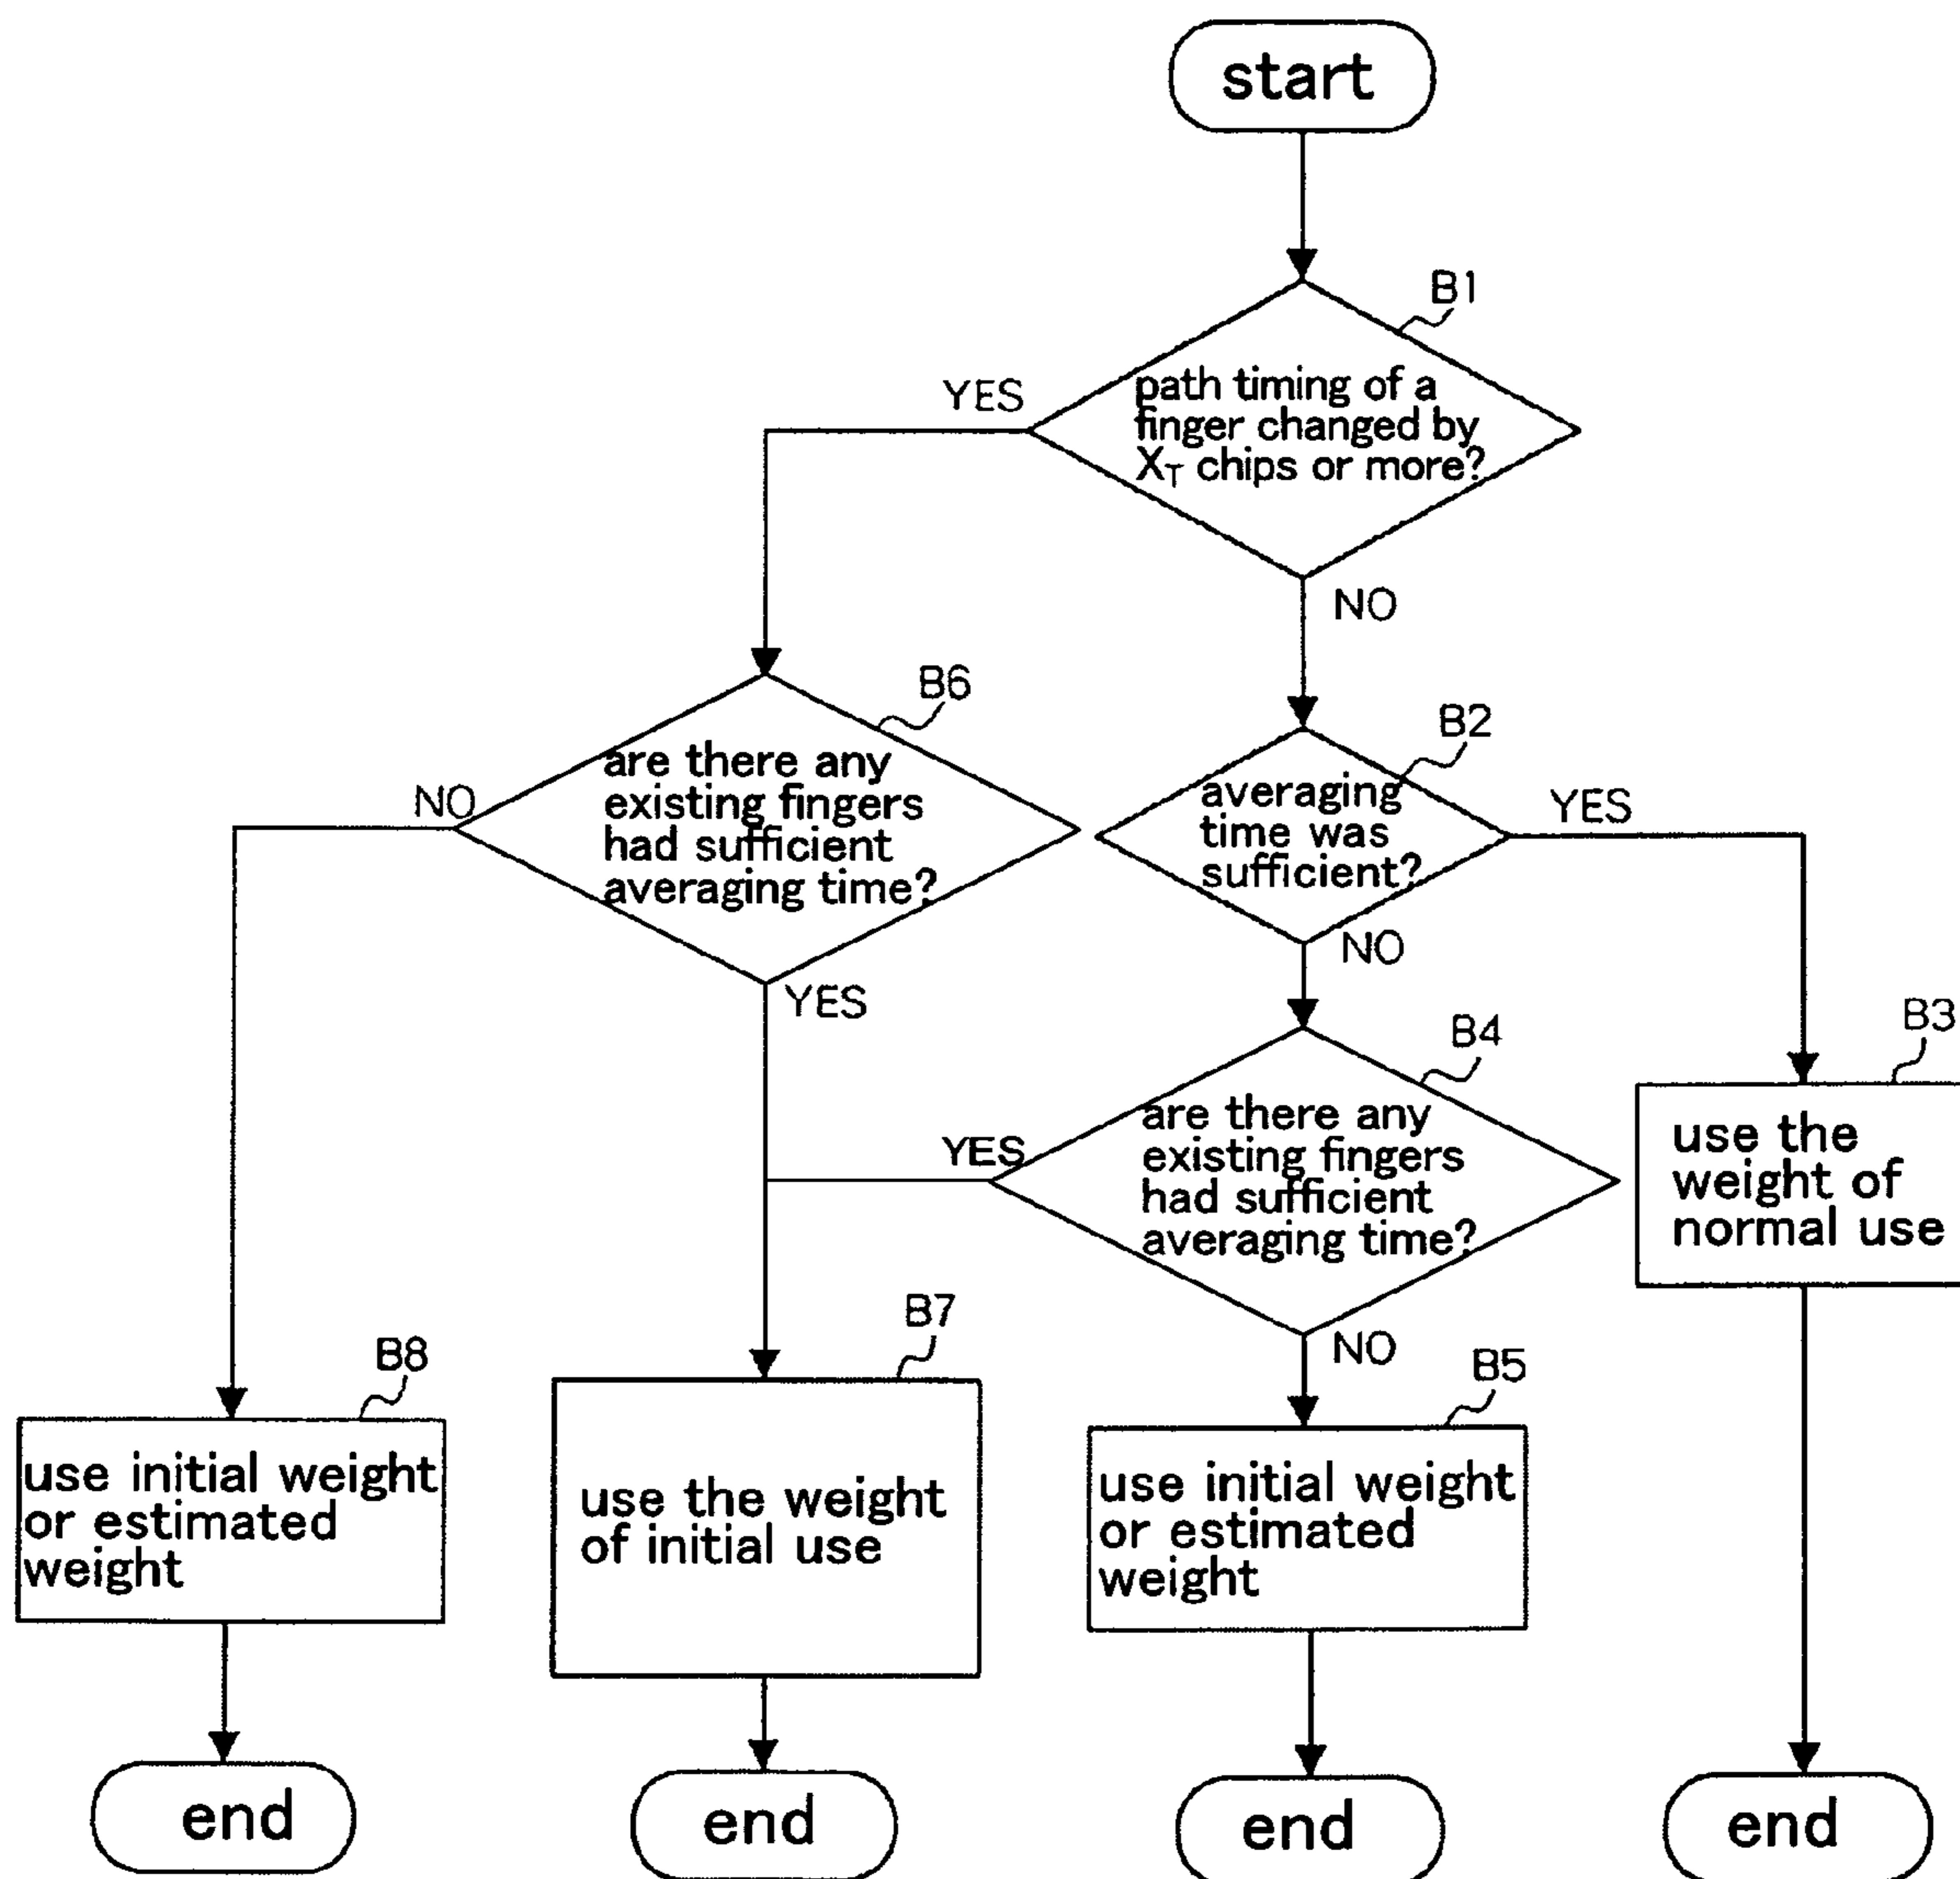 start
B1
path timing of a
finger changed by
X_T chips or more?
YES
NO
B6
are there any
existing fingers
had sufficient
averaging time?
NO
YES
B2
averaging
time was
sufficient?
YES
NO
B4
are there any
existing fingers
had sufficient
averaging time?
YES
NO
B3
use the
weight of
normal use
B8
use initial weight
or estimated
weight
B7
use the weight
of initial use
B5
use initial weight
or estimated
weight
end
end
end
end